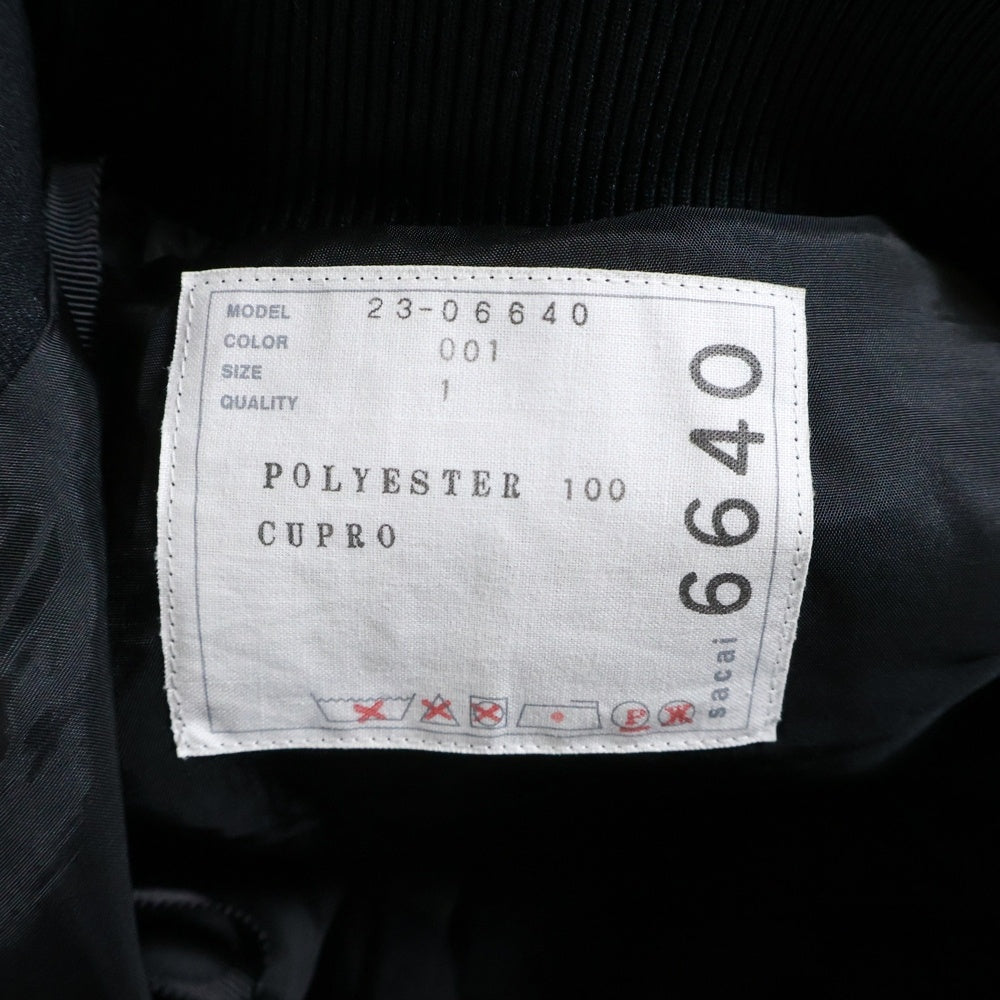 MODEL 23-06640
COLOR 001
SIZE 1
QUALITY
POLYESTER 100
CUPRO
P
sacai 6640